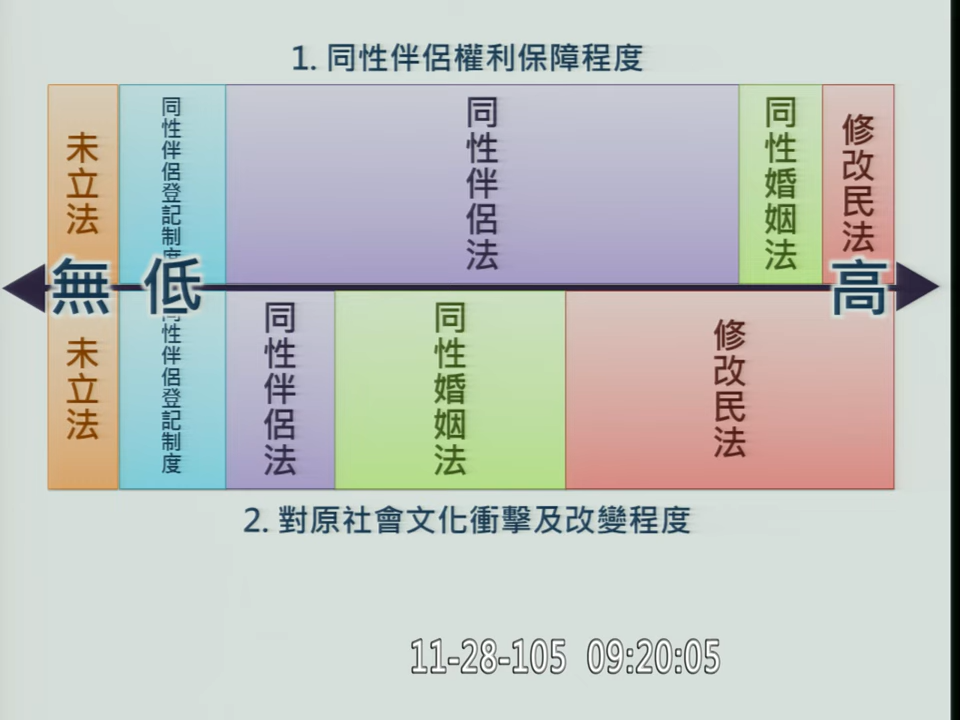 1. 同性伴侶權利保障程度
未立法
同性伴侶登記制度
同性伴侶法
同性婚姻法
修改民法
無
低
高
未立法
同性伴侶登記制度
同性伴侶法
同性婚姻法
修改民法
2. 對原社會文化衝擊及改變程度
11-28-105 09:20:05